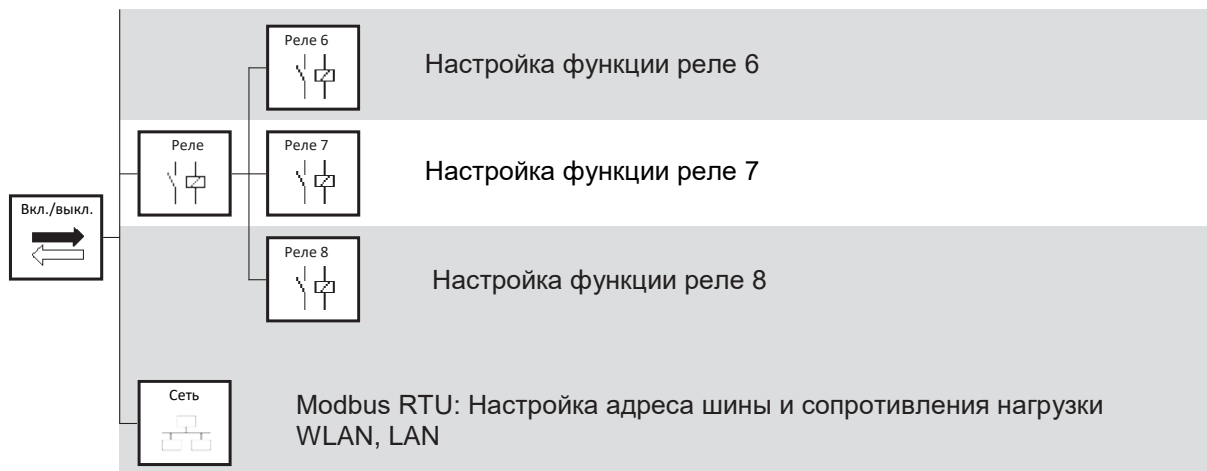 Реле 6
Настройка функции реле 6
Реле
Реле 7
Настройка функции реле 7
Вкл./выкл.
Реле 8
Настройка функции реле 8
Сеть
Modbus RTU: Настройка адреса шины и сопротивления нагрузки
WLAN, LAN